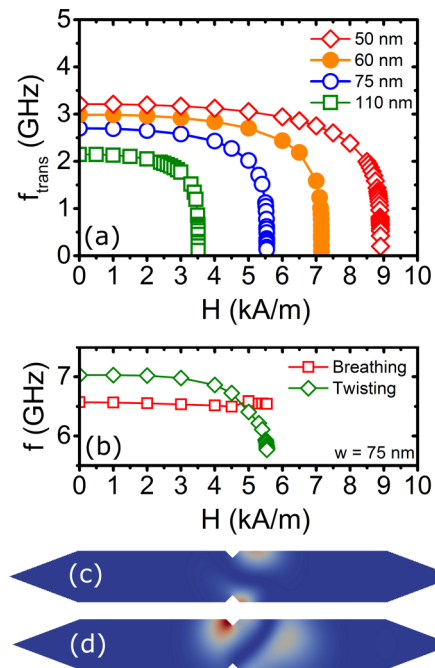 5
4
3
2
1
0
f_trans (GHz)
50 nm
60 nm
75 nm
110 nm
(a)
0 1 2 3 4 5 6 7 8 9 10
H (kA/m)
7
6
f (GHz)
Breathing
Twisting
(b)
w = 75 nm
0 1 2 3 4 5 6 7 8 9 10
H (kA/m)
(c)
(d)